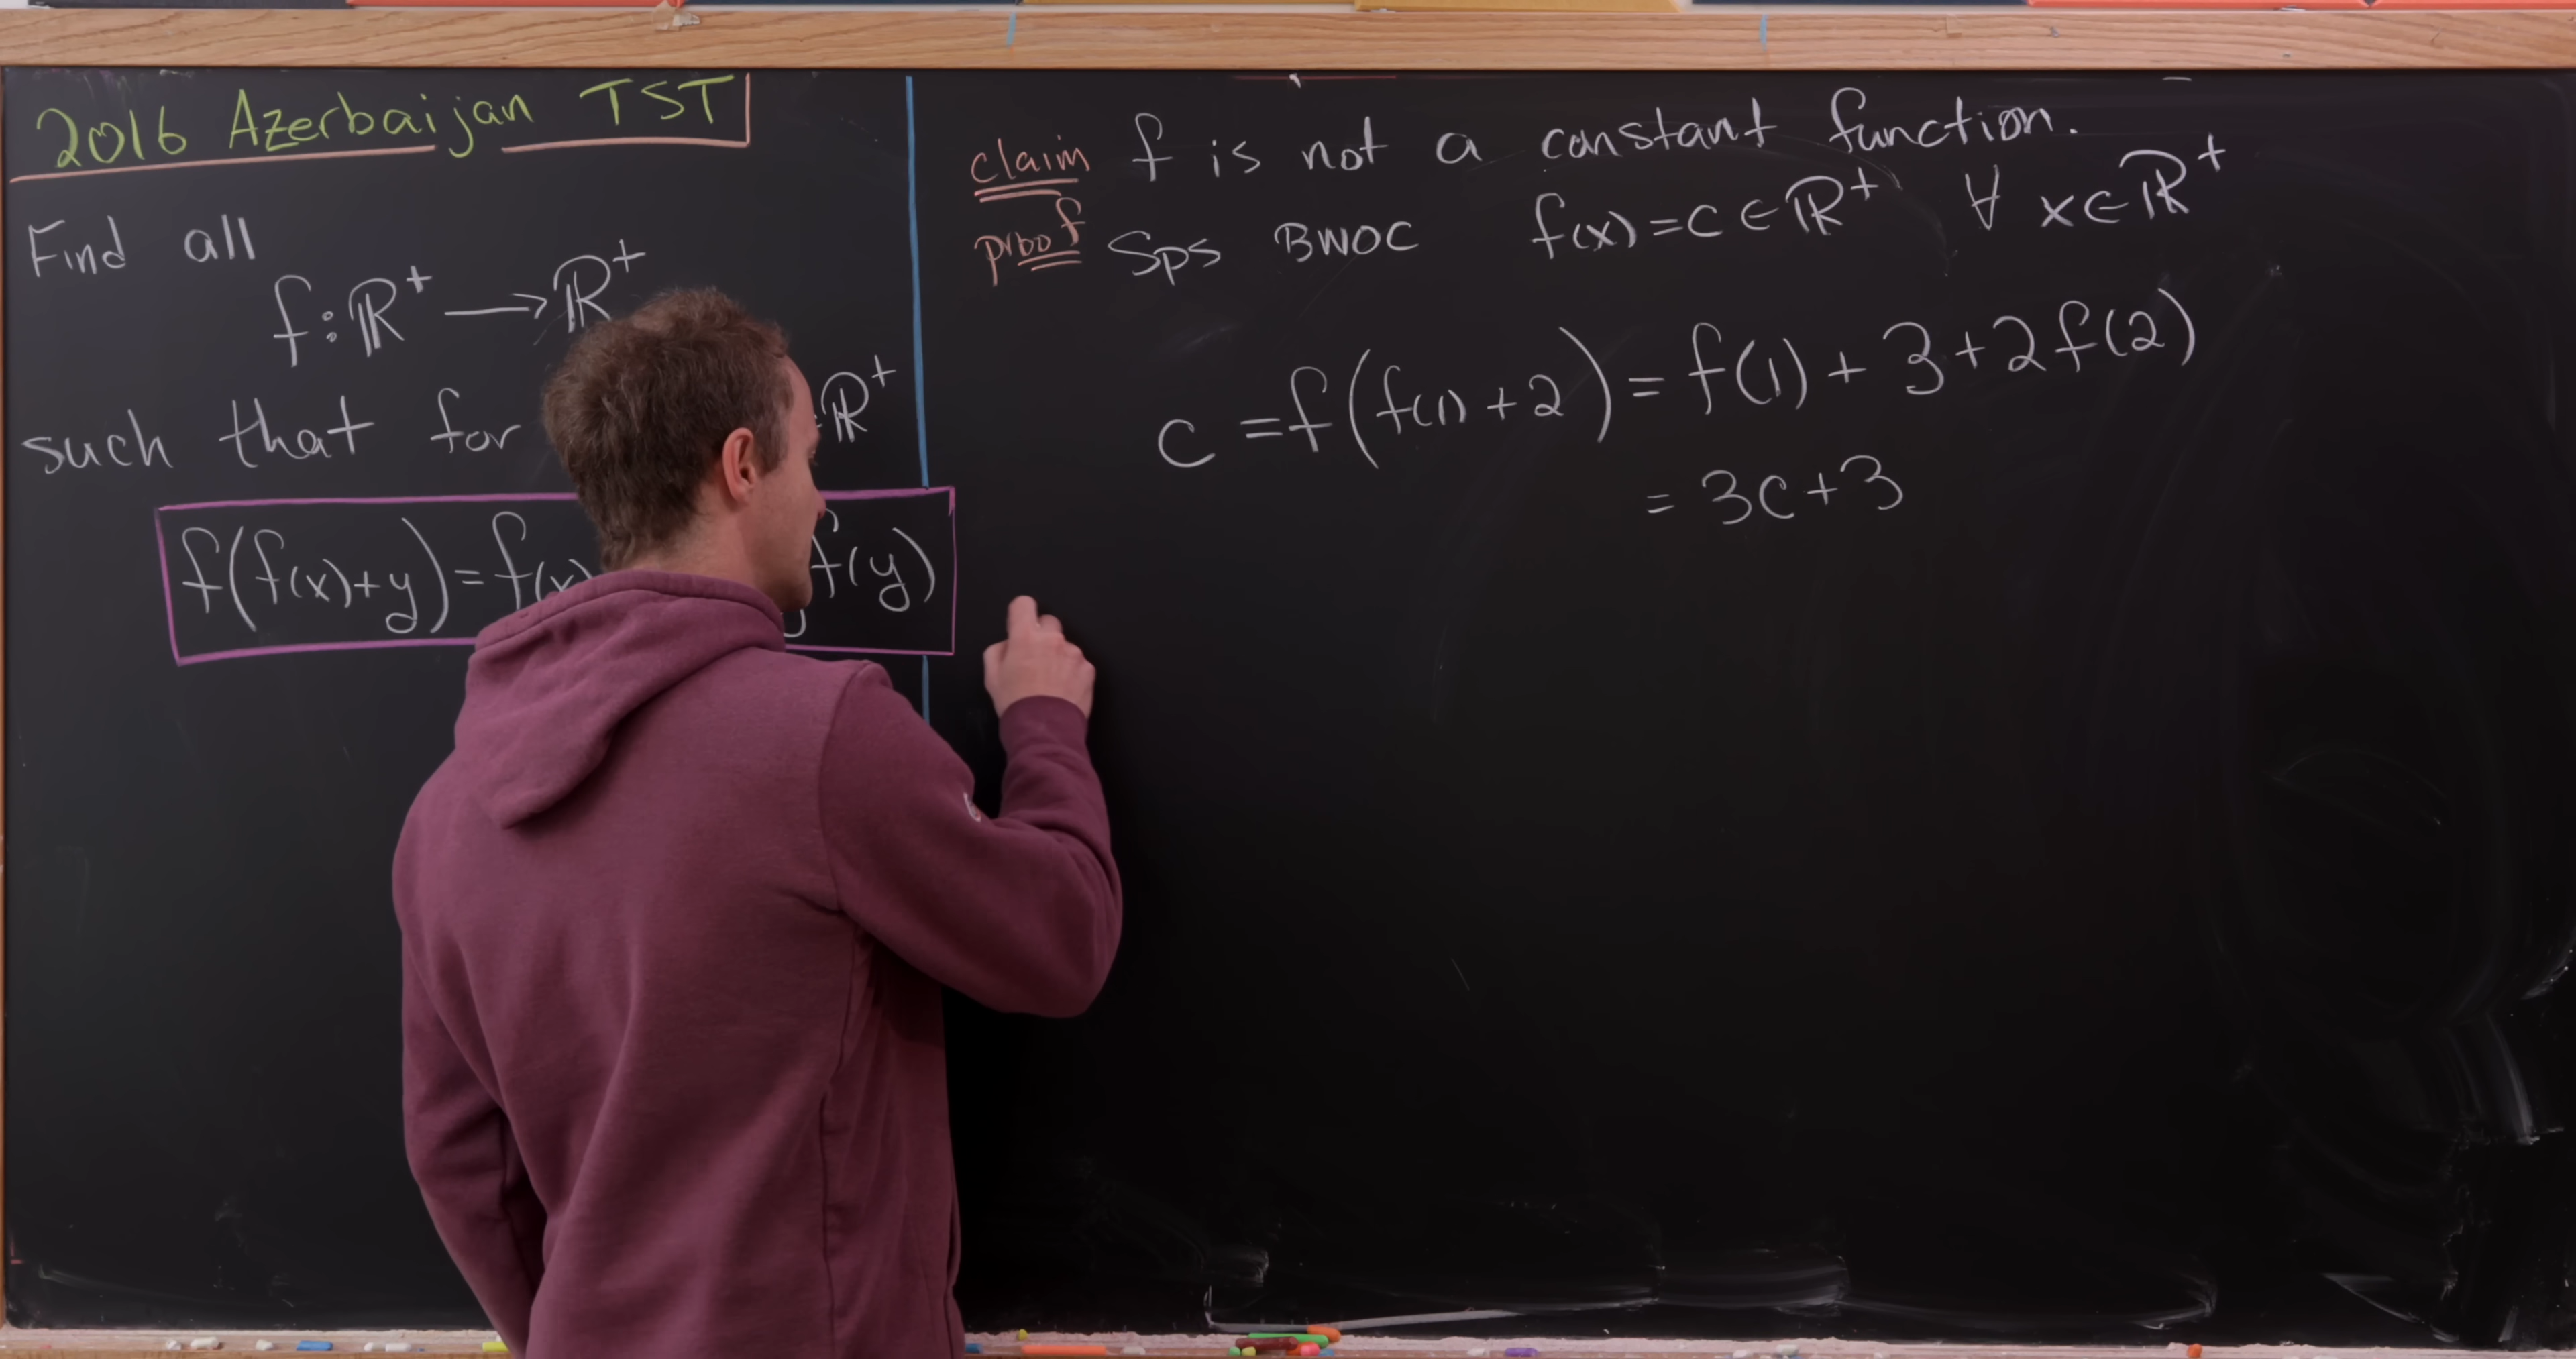 2016 Azerbaijan TST
Find all
f: ℝ⁺ ⟶ ℝ⁺
such that for ℝ⁺
f(f(x)+y) = f(x) f(y)
claim f is not a constant function.
proof Sps BWOC f(x) = c ∈ ℝ⁺ ∀ x ∈ ℝ⁺
c = f(f(1)+2) = f(1) + 3 + 2f(2)
= 3c + 3